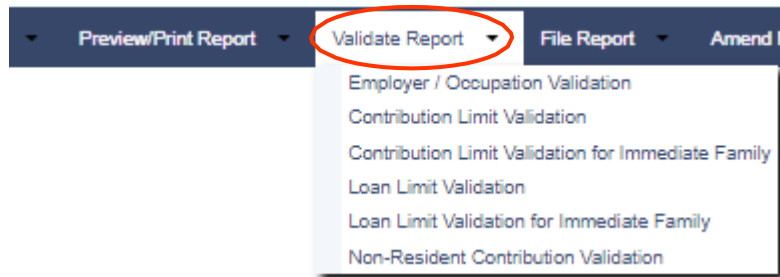 Preview/Print Report Validate Report File Report Amend
Employer / Occupation Validation
Contribution Limit Validation
Contribution Limit Validation for Immediate Family
Loan Limit Validation
Loan Limit Validation for Immediate Family
Non-Resident Contribution Validation